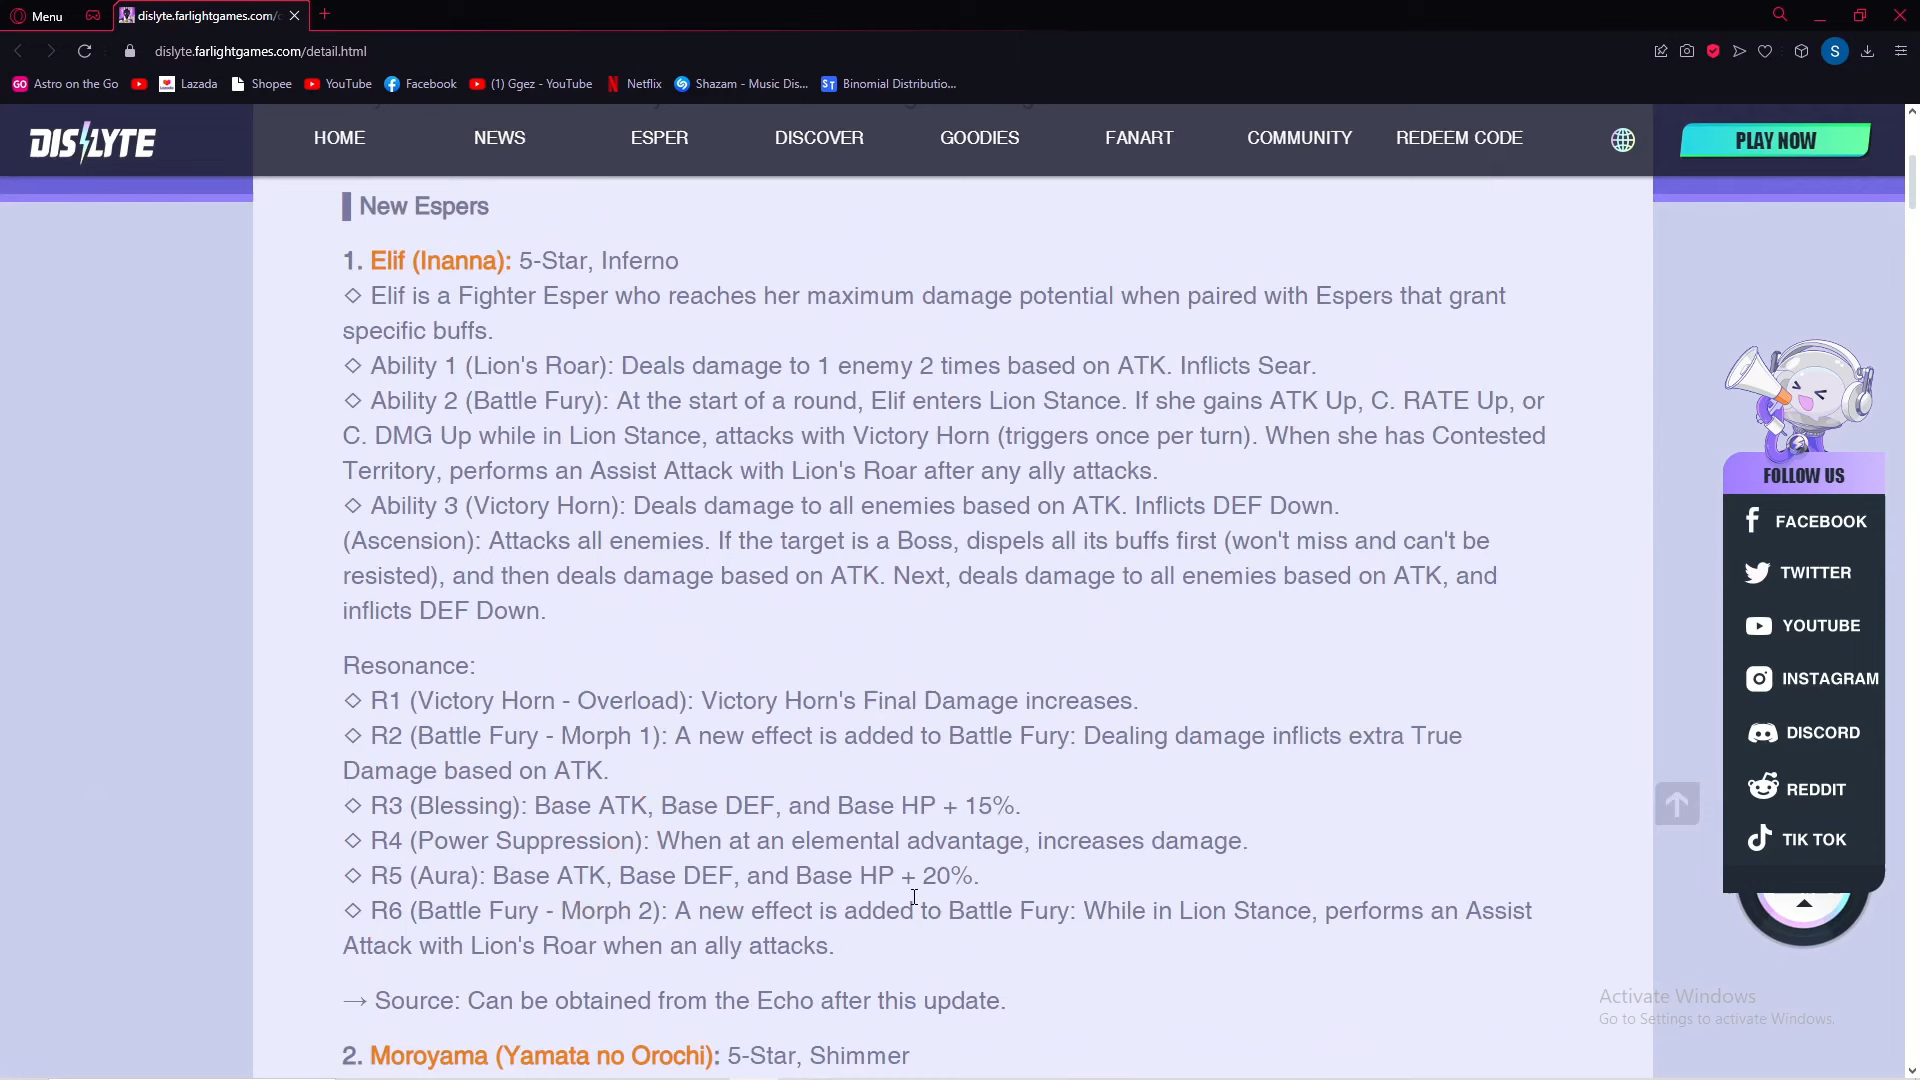 Menu
dislyte.farlightgames.com/
dislyte.farlightgames.com/detail.html
S
GO Astro on the Go
Lazada
Shopee
YouTube
Facebook
(1) Ggez - YouTube
Netflix
Shazam - Music Dis...
ST Binomial Distributio...
DISLYTE
HOME
NEWS
ESPER
DISCOVER
GOODIES
FANART
COMMUNITY
REDEEM CODE
PLAY NOW
New Espers
1. Elif (Inanna): 5-Star, Inferno
◇ Elif is a Fighter Esper who reaches her maximum damage potential when paired with Espers that grant
specific buffs.
◇ Ability 1 (Lion's Roar): Deals damage to 1 enemy 2 times based on ATK. Inflicts Sear.
◇ Ability 2 (Battle Fury): At the start of a round, Elif enters Lion Stance. If she gains ATK Up, C. RATE Up, or
C. DMG Up while in Lion Stance, attacks with Victory Horn (triggers once per turn). When she has Contested
Territory, performs an Assist Attack with Lion's Roar after any ally attacks.
◇ Ability 3 (Victory Horn): Deals damage to all enemies based on ATK. Inflicts DEF Down.
(Ascension): Attacks all enemies. If the target is a Boss, dispels all its buffs first (won't miss and can't be
resisted), and then deals damage based on ATK. Next, deals damage to all enemies based on ATK, and
inflicts DEF Down.
Resonance:
◇ R1 (Victory Horn - Overload): Victory Horn's Final Damage increases.
◇ R2 (Battle Fury - Morph 1): A new effect is added to Battle Fury: Dealing damage inflicts extra True
Damage based on ATK.
◇ R3 (Blessing): Base ATK, Base DEF, and Base HP + 15%.
◇ R4 (Power Suppression): When at an elemental advantage, increases damage.
◇ R5 (Aura): Base ATK, Base DEF, and Base HP + 20%.
◇ R6 (Battle Fury - Morph 2): A new effect is added to Battle Fury: While in Lion Stance, performs an Assist
Attack with Lion's Roar when an ally attacks.
→ Source: Can be obtained from the Echo after this update.
2. Moroyama (Yamata no Orochi): 5-Star, Shimmer
FOLLOW US
FACEBOOK
TWITTER
YOUTUBE
INSTAGRAM
DISCORD
REDDIT
TIK TOK
Activate Windows
Go to Settings to activate Windows.